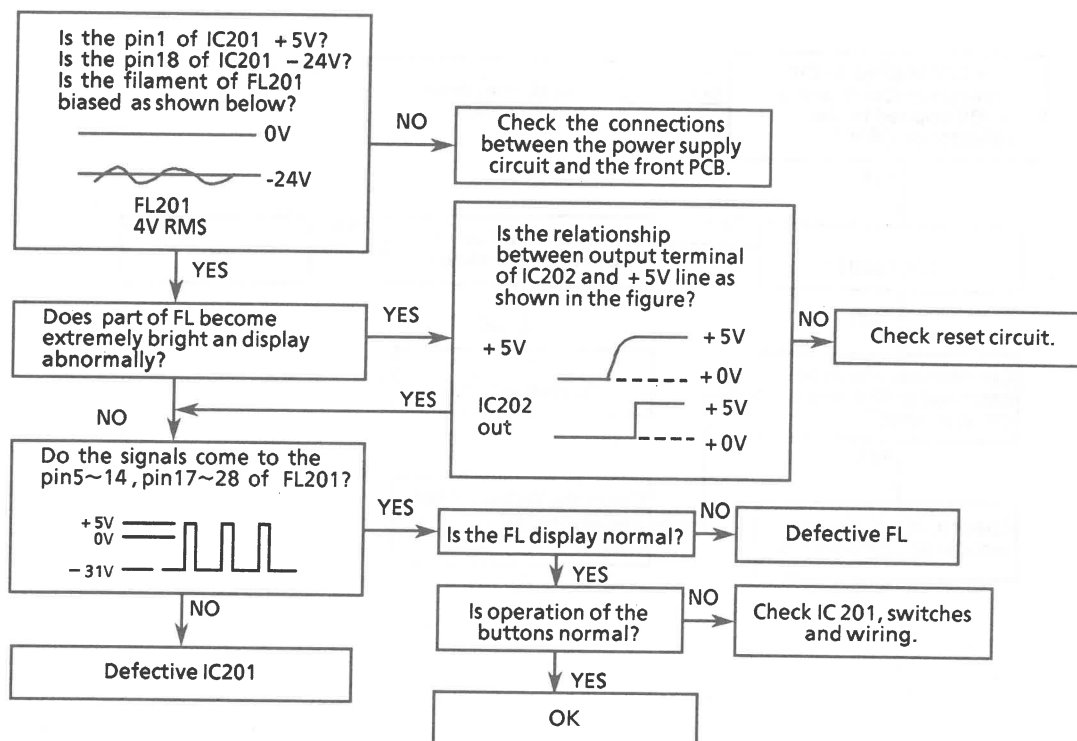 Is the pin1 of IC201 +5V?
Is the pin18 of IC201 −24V?
Is the filament of FL201
biased as shown below?
0V
-24V
FL201
4V RMS
NO
Check the connections
between the power supply
circuit and the front PCB.
YES
Does part of FL become
extremely bright an display
abnormally?
YES
Is the relationship
between output terminal
of IC202 and +5V line as
shown in the figure?
+5V
+5V
+0V
IC202
out
+5V
+0V
NO
Check reset circuit.
YES
NO
Do the signals come to the
pin5~14, pin17~28 of FL201?
+5V
0V
−31V
YES
Is the FL display normal?
NO
Defective FL
YES
NO
Is operation of the
buttons normal?
NO
Check IC 201, switches
and wiring.
Defective IC201
YES
OK